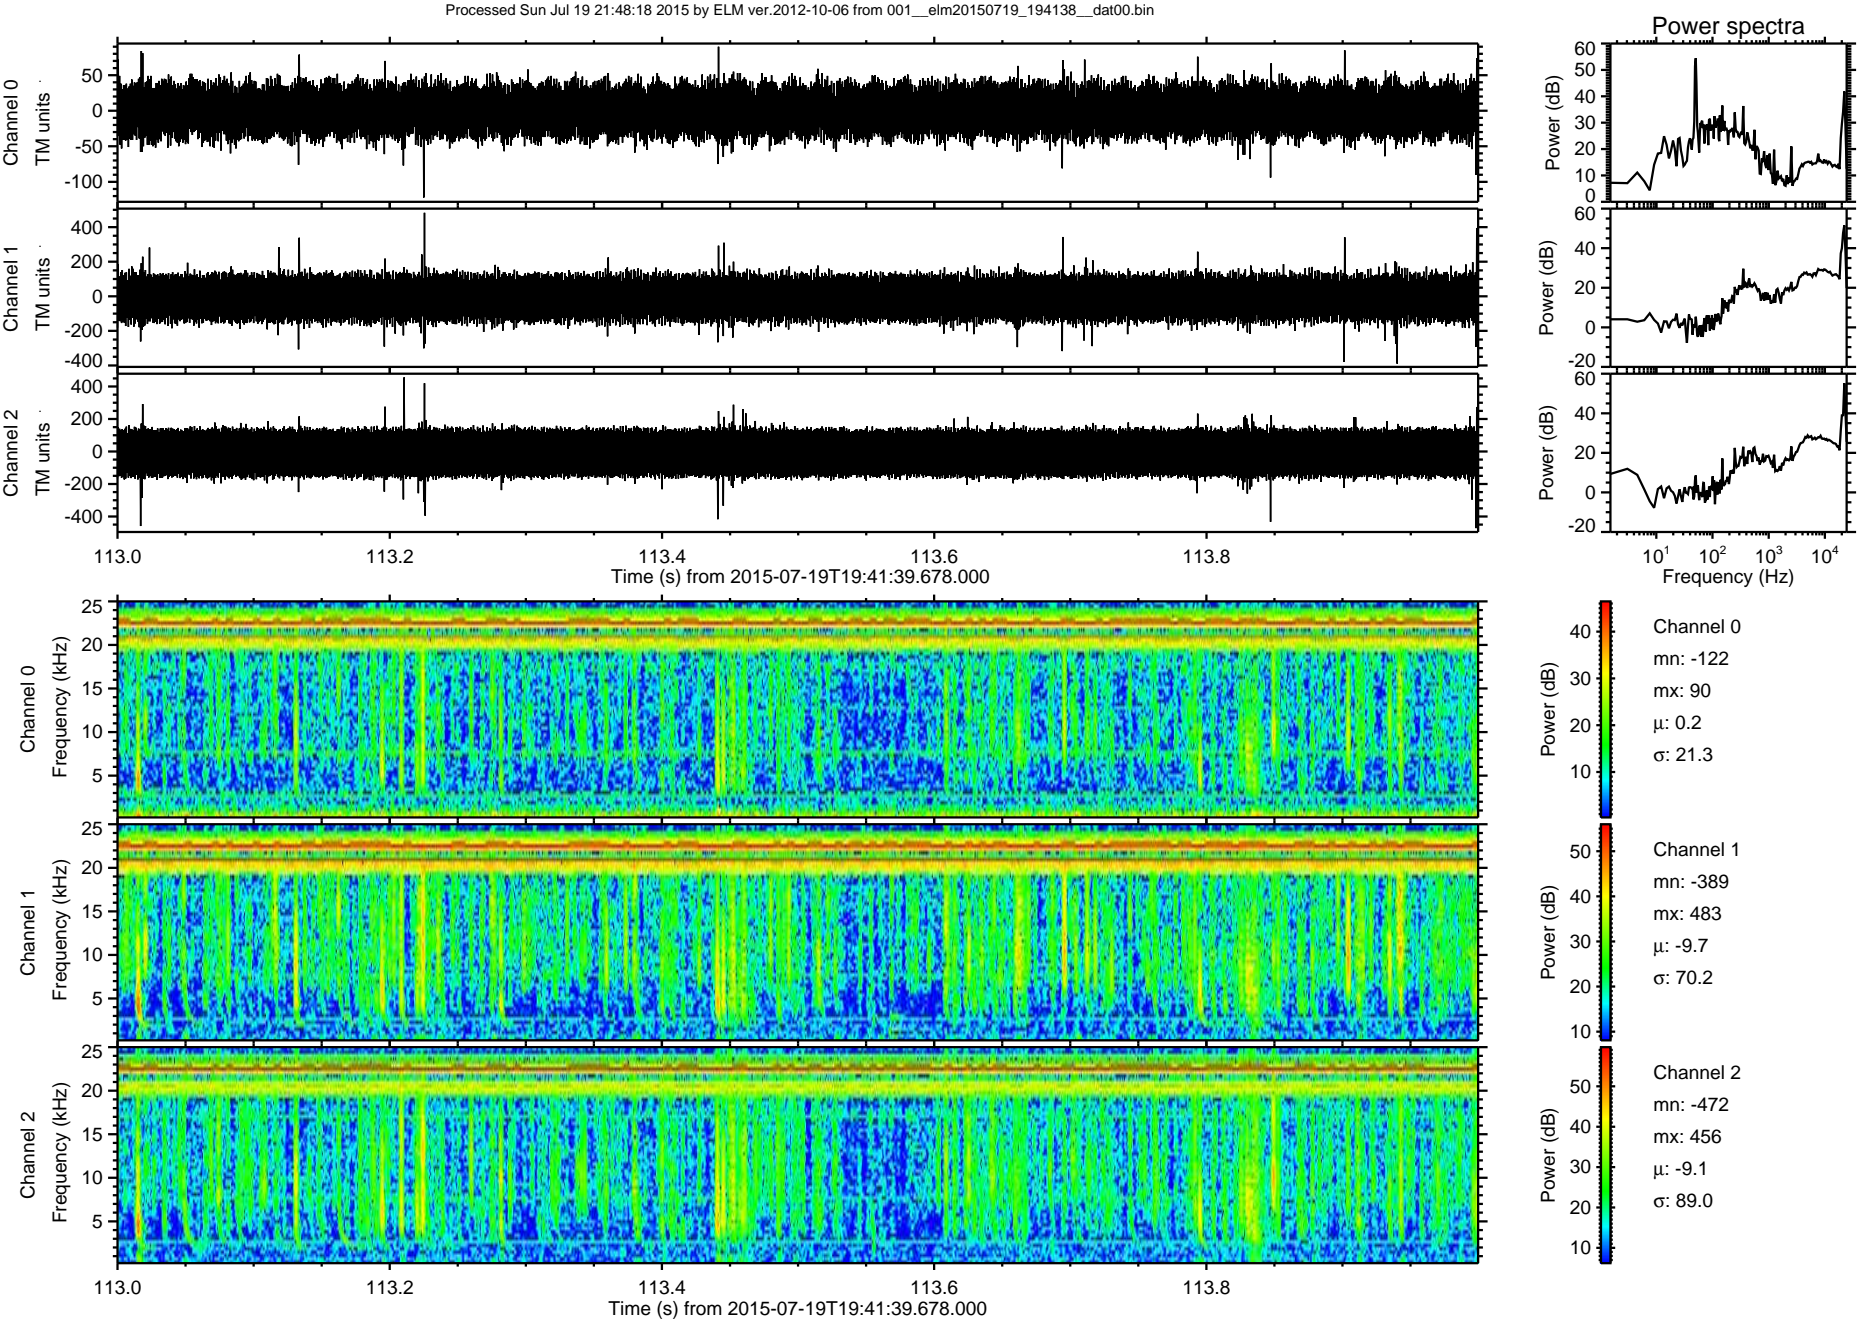 Processed Sun Jul 19 21:48:18 2015 by ELM ver.2012-10-06 from 001__elm20150719_194138__dat00.bin
Power spectra
Channel 0
TM units
50
0
-50
-100
Power (dB)
60
50
40
30
20
10
0
Channel 1
TM units
400
200
0
-200
-400
Power (dB)
60
40
20
0
-20
Channel 2
TM units
400
200
0
-200
-400
Power (dB)
60
40
20
0
-20
113.0 113.2 113.4 113.6 113.8
Time (s) from 2015-07-19T19:41:39.678.000
10¹ 10² 10³ 10⁴
Frequency (Hz)
Channel 0
Frequency (kHz)
25
20
15
10
5
Power (dB)
40
30
20
10
Channel 0
mn: -122
mx: 90
μ: 0.2
σ: 21.3
Channel 1
Frequency (kHz)
25
20
15
10
5
Power (dB)
50
40
30
20
10
Channel 1
mn: -389
mx: 483
μ: -9.7
σ: 70.2
Channel 2
Frequency (kHz)
25
20
15
10
5
Power (dB)
50
40
30
20
10
Channel 2
mn: -472
mx: 456
μ: -9.1
σ: 89.0
113.0 113.2 113.4 113.6 113.8
Time (s) from 2015-07-19T19:41:39.678.000